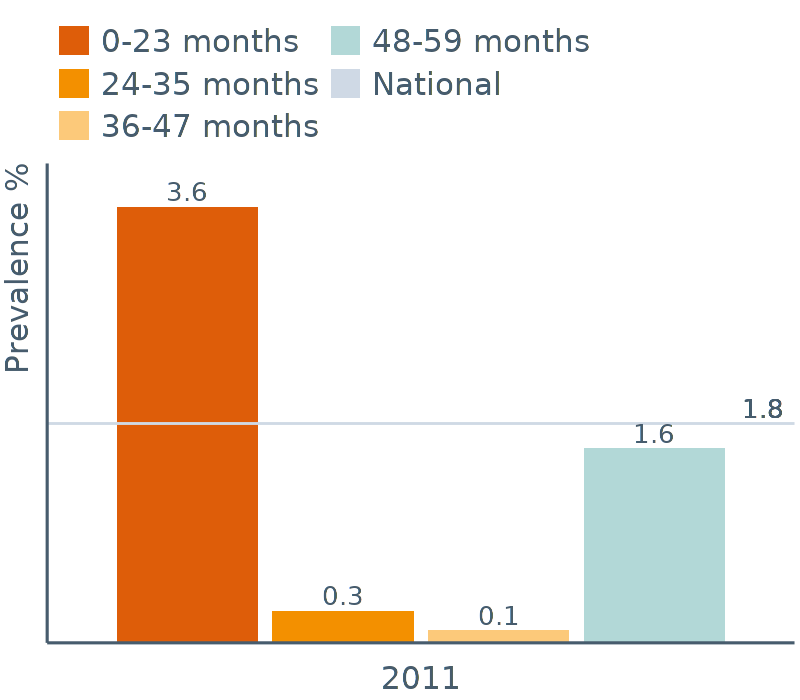 0-23 months
48-59 months
24-35 months
National
36-47 months
Prevalence %
3.6
1.8
1.6
0.3
0.1
2011